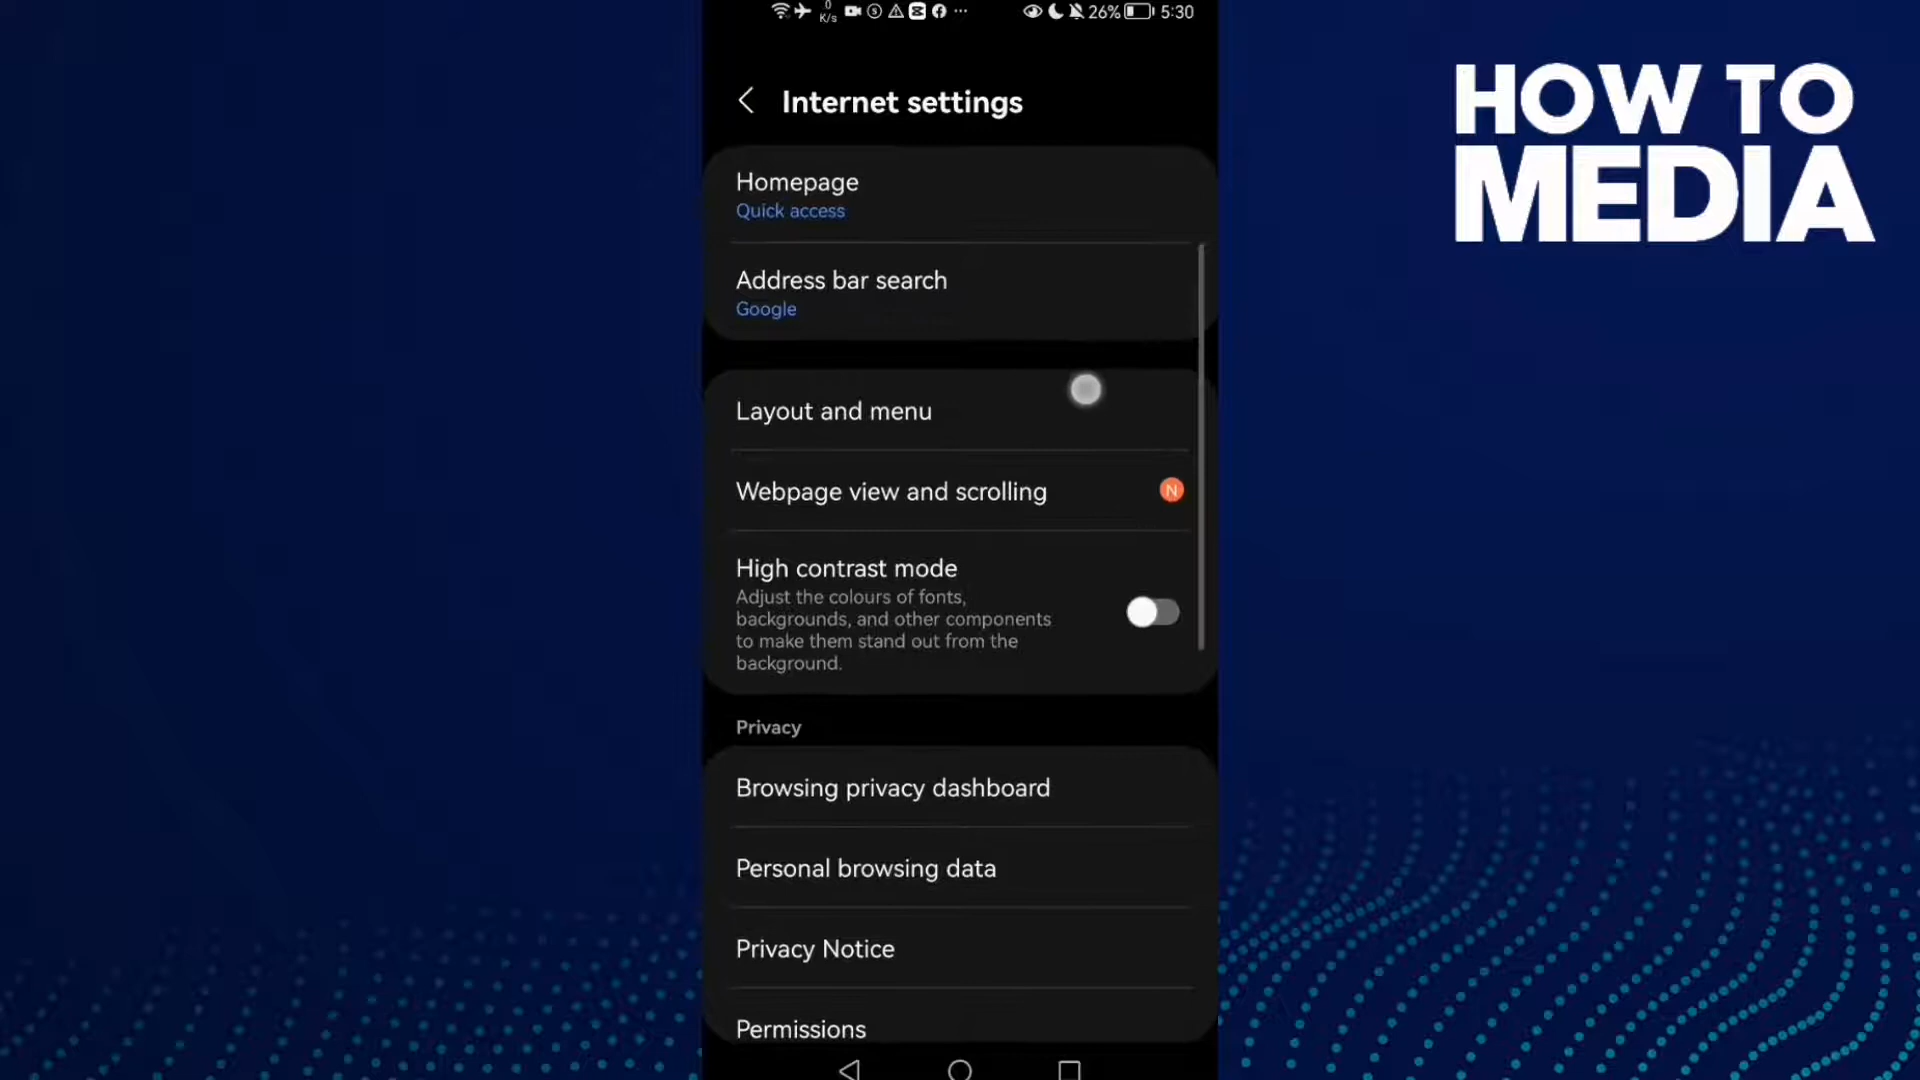 0
K/s
26% 5:30
Internet settings
HOW TO
MEDIA
Homepage
Quick access
Address bar search
Google
Layout and menu
Webpage view and scrolling
N
High contrast mode
Adjust the colours of fonts,
backgrounds, and other components
to make them stand out from the
background.
Privacy
Browsing privacy dashboard
Personal browsing data
Privacy Notice
Permissions